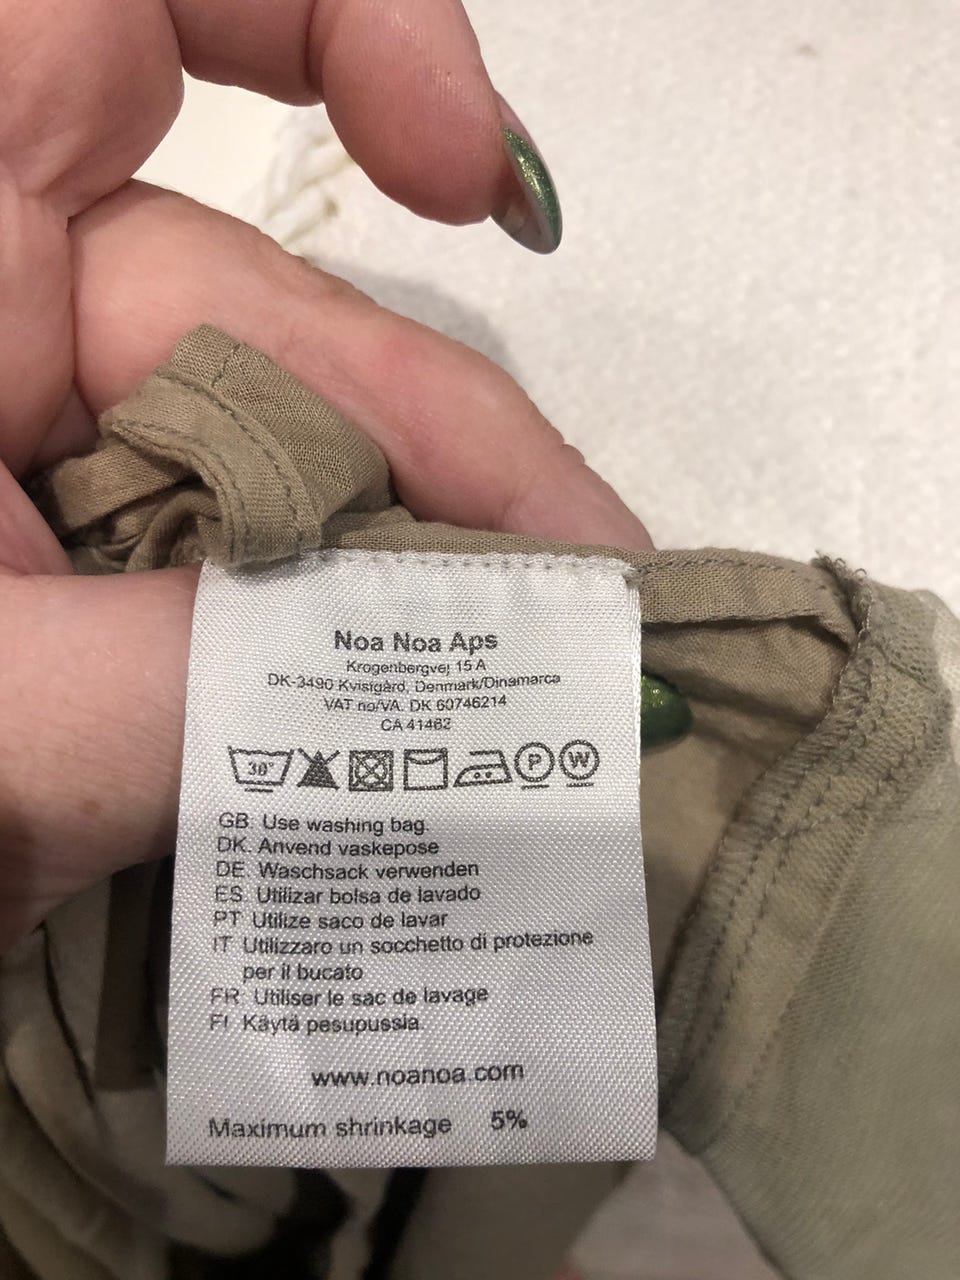 Noa Noa Aps
Krogenbergvej 15 A
DK-3490 Kvistgård, Denmark/Dinamarca
VAT no/VA. DK 60746214
CA 41462
30° P W
GB: Use washing bag.
DK: Anvend vaskepose
DE: Waschsack verwenden
ES: Utilizar bolsa de lavado
PT: Utilize saco de lavar
IT: Utilizzaro un socchetto di protezione
per il bucato
FR: Utiliser le sac de lavage
FI: Käytä pesupussia.
www.noanoa.com
Maximum shrinkage 5%